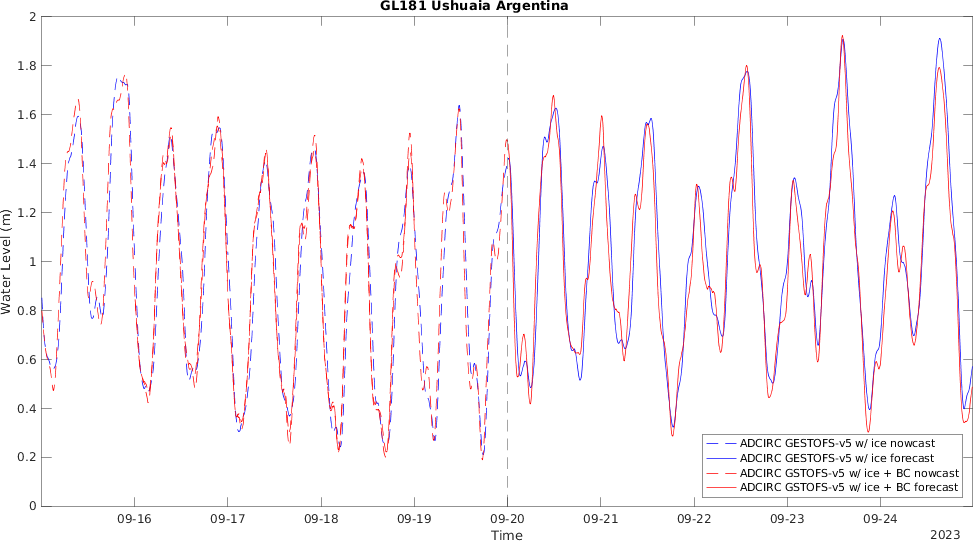 GL181 Ushuaia Argentina
2
1.8
1.6
1.4
1.2
1
0.8
0.6
0.4
0.2
0
Water Level (m)
ADCIRC GESTOFS-v5 w/ ice nowcast
ADCIRC GESTOFS-v5 w/ ice forecast
ADCIRC GSTOFS-v5 w/ ice + BC nowcast
ADCIRC GSTOFS-v5 w/ ice + BC forecast
09-16 09-17 09-18 09-19 09-20 09-21 09-22 09-23 09-24
Time
2023